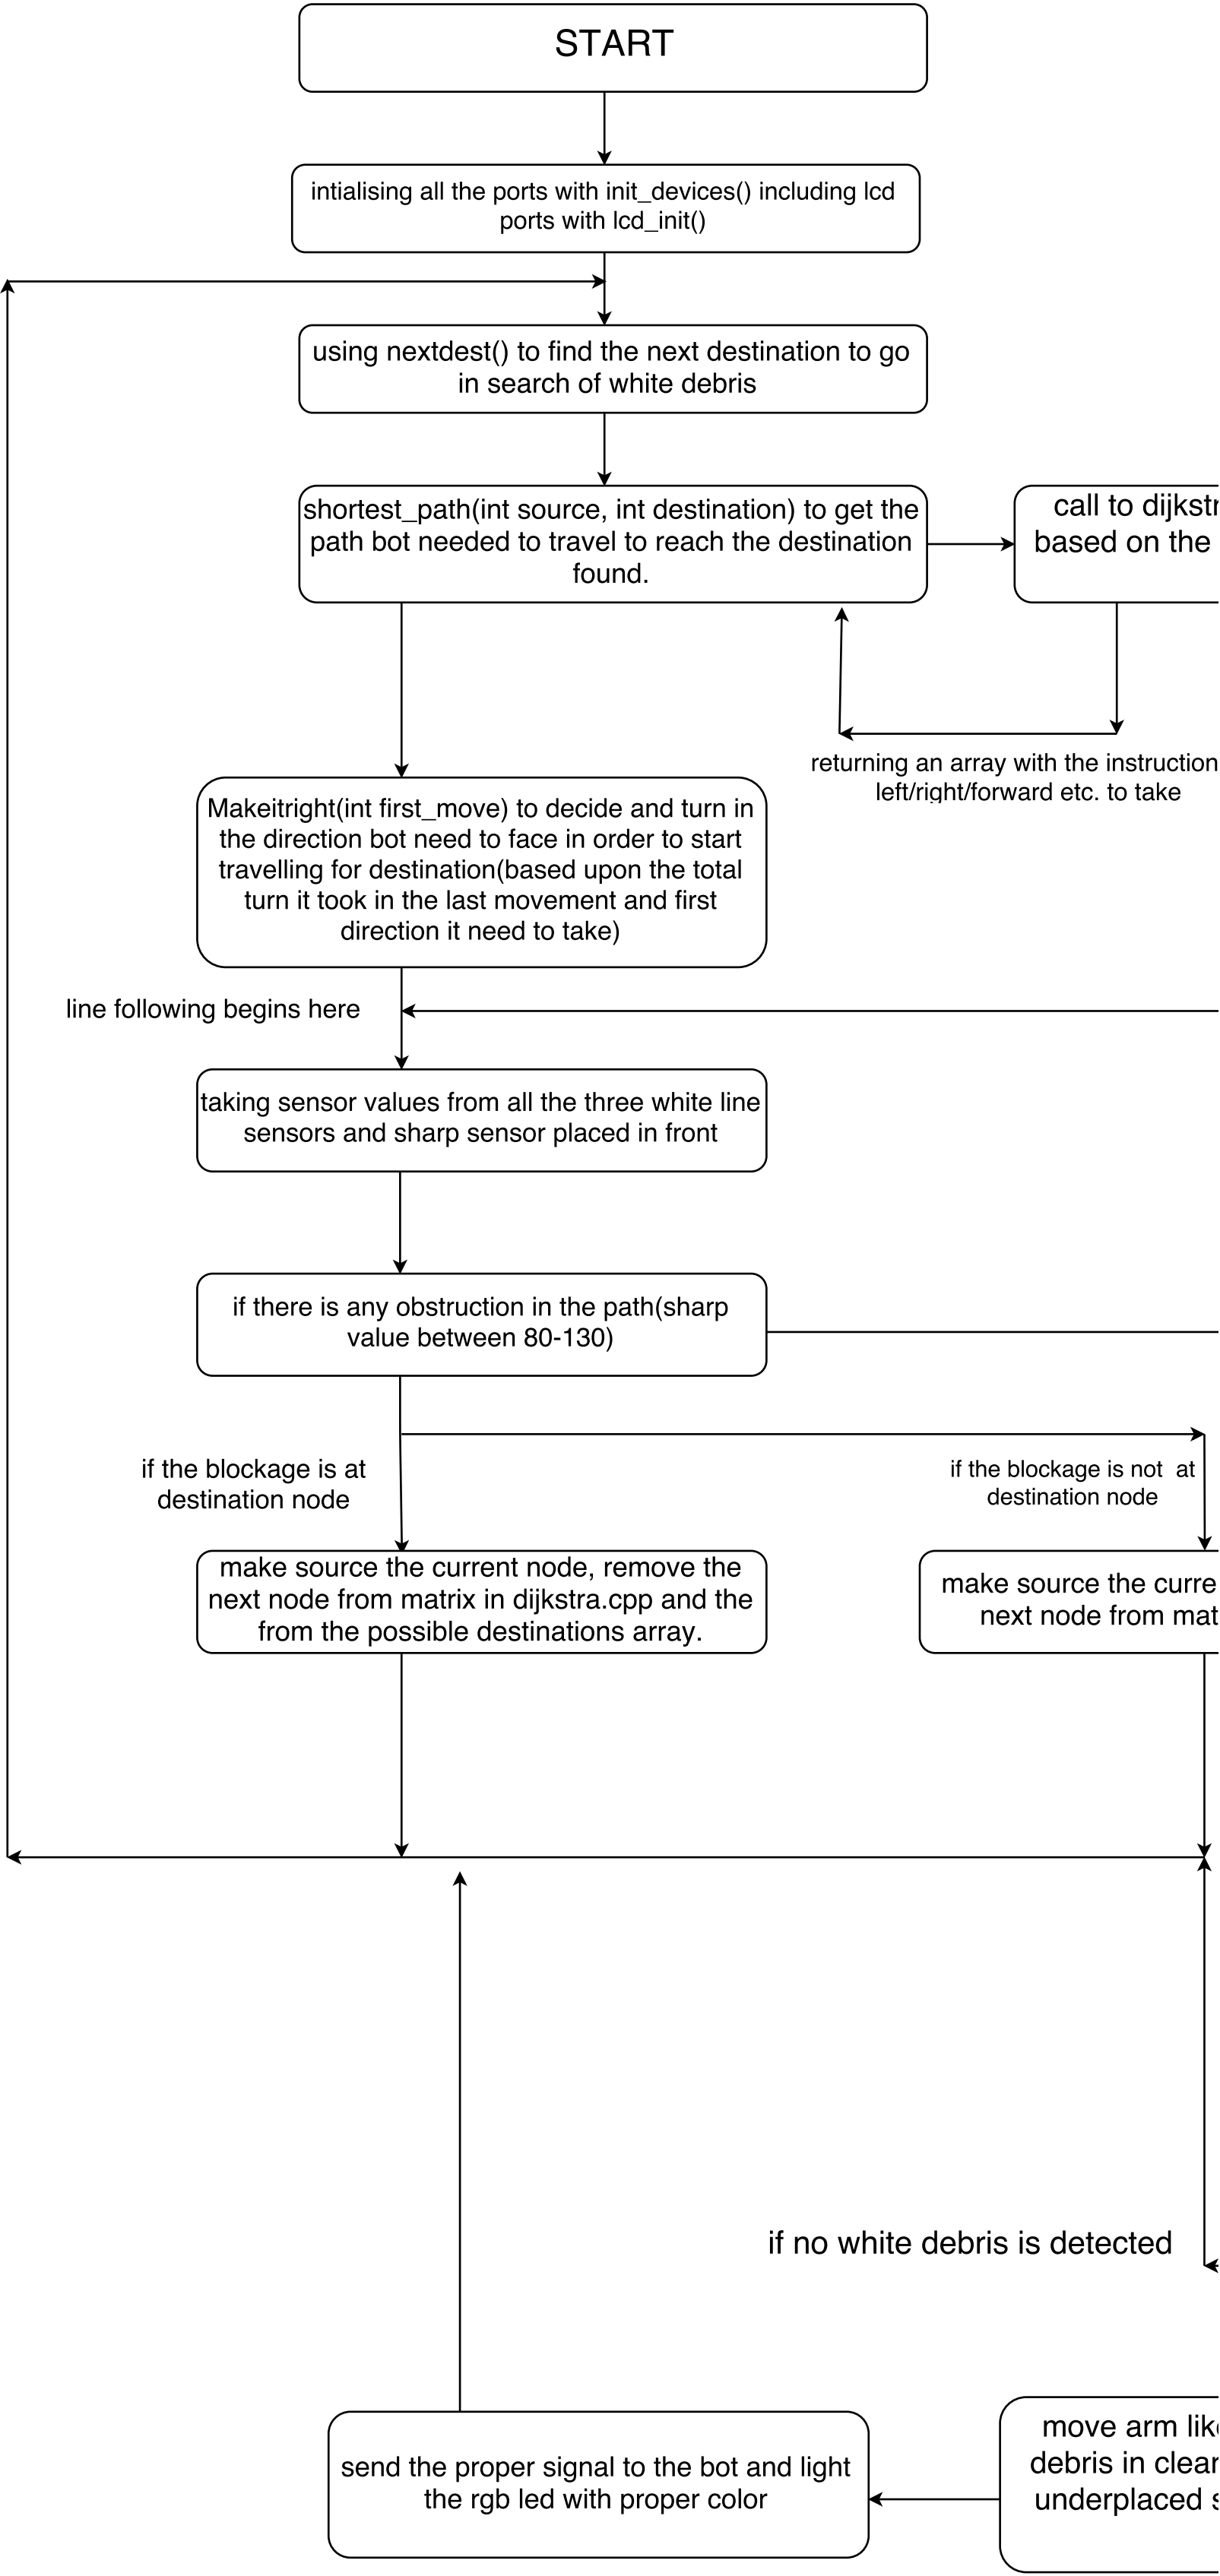 START
intialising all the ports with init_devices() including lcd
ports with lcd_init()
using nextdest() to find the next destination to go
in search of white debris
shortest_path(int source, int destination) to get the
path bot needed to travel to reach the destination
found.
call to
based on the
returning an array with the instruction
left/right/forward etc. to take
Makeitright(int first_move) to decide and turn in
the direction bot need to face in order to start
travelling for destination(based upon the total
turn it took in the last movement and first
direction it need to take)
line following begins here
taking sensor values from all the three white line
sensors and sharp sensor placed in front
if there is any obstruction in the path(sharp
value between 80-130)
if the blockage is at
destination node
if the blockage is not at
destination node
make source the current node, remove the
next node from matrix in dijkstra.cpp and the
from the possible destinations array.
make source the
next node from
if no white debris is detected
send the proper signal to the bot and light
the rgb led with proper color
move arm
debris in
underplaced